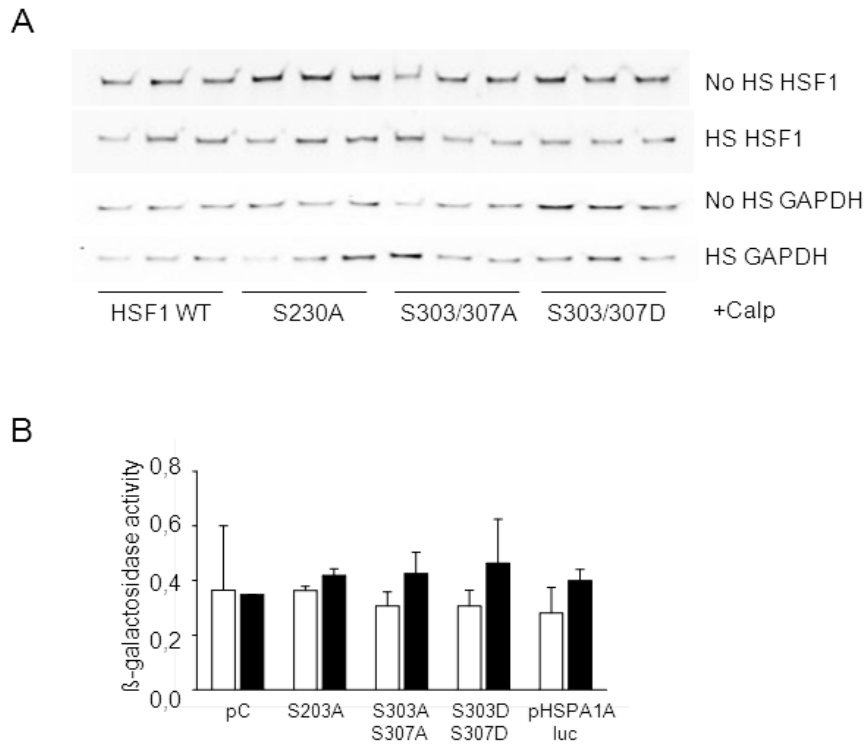 A
No HS HSF1
HS HSF1
No HS GAPDH
HS GAPDH
HSF1 WT S230A S303/307A S303/307D +Calp
B
ß-galactosidase activity
0,8
0,6
0,4
0,2
0,0
pC S203A S303A S303D pHSPA1A
S307A S307D luc